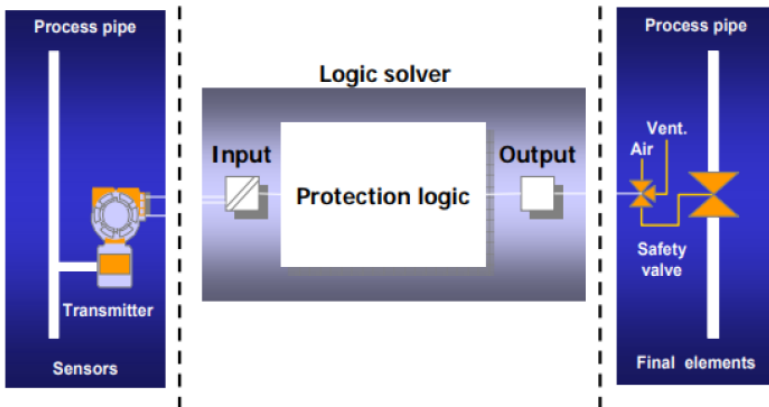 Process pipe
Transmitter
Sensors
Logic solver
Input
Protection logic
Output
Process pipe
Vent.
Air
Safety
valve
Final elements